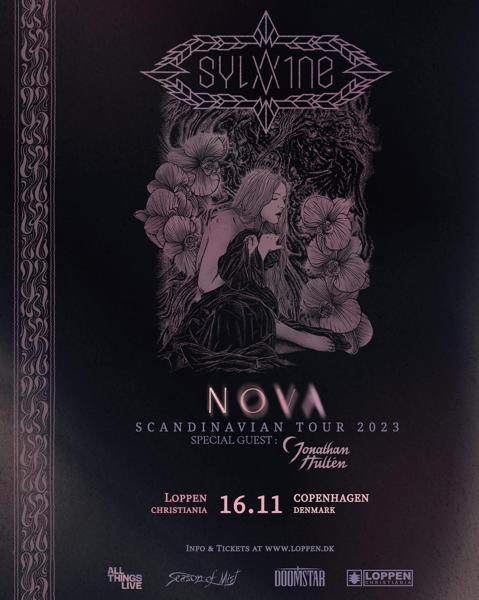 SYLVAINE
NOVA
SCANDINAVIAN TOUR 2023
SPECIAL GUEST : Jonathan Hultén
LOPPEN CHRISTIANIA 16.11 COPENHAGEN DENMARK
INFO & TICKETS AT WWW.LOPPEN.DK
ALL THINGS LIVE
Season of Mist
DOOMSTAR
LOPPEN CHRISTIANIA